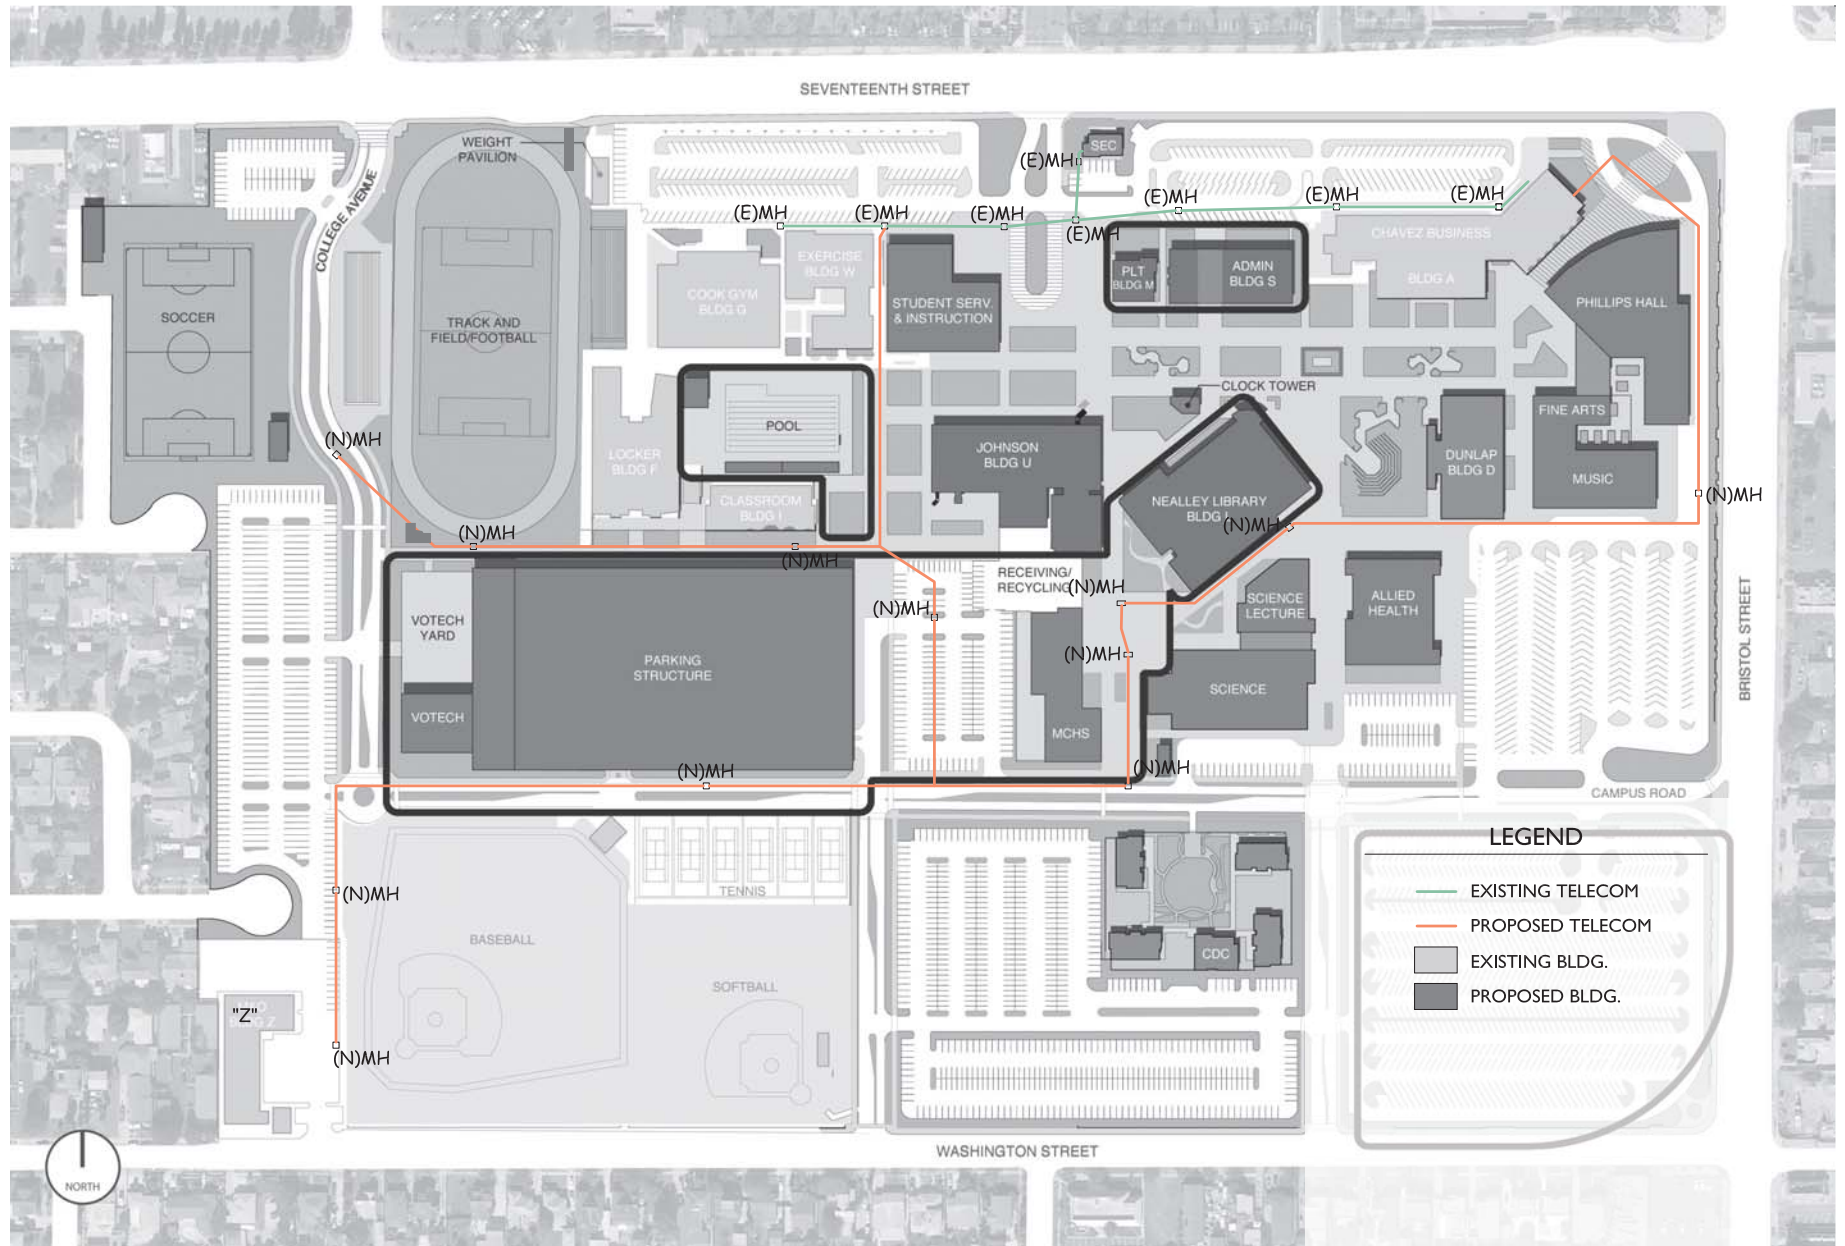 SEVENTEENTH STREET
WEIGHT
PAVILION
SEC
(E)MH
COLLEGE AVENUE
(E)MH
(E)MH
(E)MH
(E)MH
(E)MH
(E)MH
(E)MH
EXERCISE
BLDG W
COOK GYM
BLDG G
STUDENT SERV.
& INSTRUCTION
PLT
BLDG M
ADMIN
BLDG S
CHAVEZ BUSINESS
BLDG A
PHILLIPS HALL
SOCCER
TRACK AND
FIELD/FOOTBALL
CLOCK TOWER
POOL
FINE ARTS
(N)MH
LOCKER
BLDG F
JOHNSON
BLDG U
DUNLAP
BLDG D
MUSIC
CLASSROOM
BLDG I
NEALLEY LIBRARY
BLDG L
(N)MH
(N)MH
(N)MH
(N)MH
RECEIVING/
RECYCLING
(N)MH
(N)MH
SCIENCE
LECTURE
ALLIED
HEALTH
VOTECH
YARD
PARKING
STRUCTURE
(N)MH
SCIENCE
BRISTOL STREET
VOTECH
MCHS
(N)MH
(N)MH
CAMPUS ROAD
LEGEND
EXISTING TELECOM
PROPOSED TELECOM
EXISTING BLDG.
PROPOSED BLDG.
TENNIS
(N)MH
BASEBALL
CDC
SOFTBALL
"Z"
(N)MH
WASHINGTON STREET
NORTH